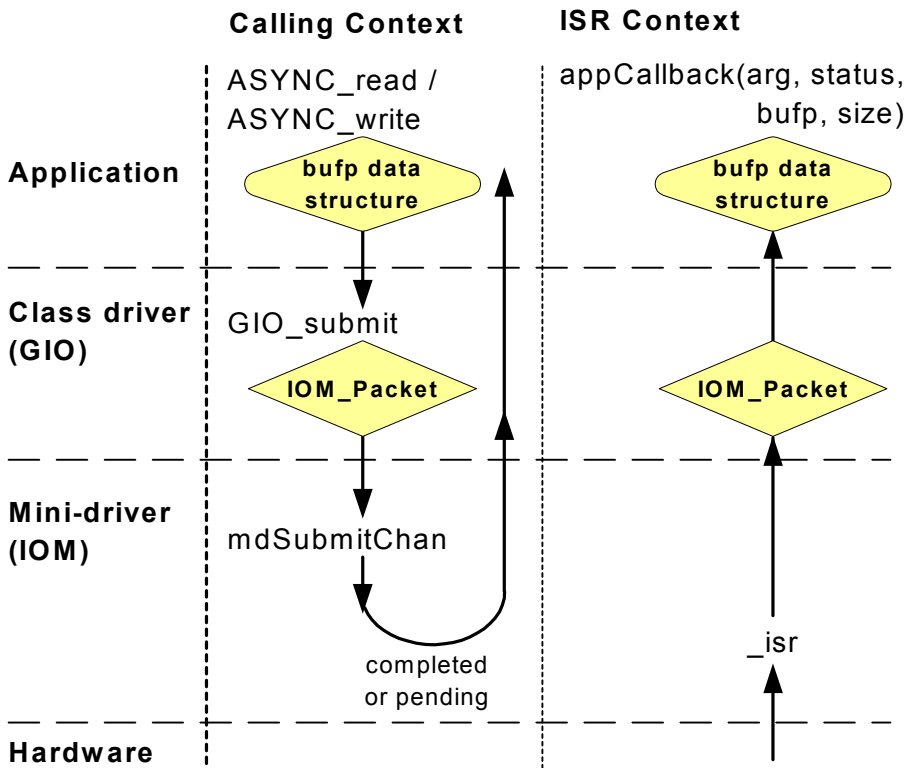 Calling Context
ISR Context
ASYNC_read /
ASYNC_write
appCallback(arg, status,
bufp, size)
Application
bufp data
structure
bufp data
structure
Class driver
(GIO)
GIO_submit
IOM_Packet
IOM_Packet
Mini-driver
(IOM)
mdSubmitChan
completed
or pending
_isr
Hardware